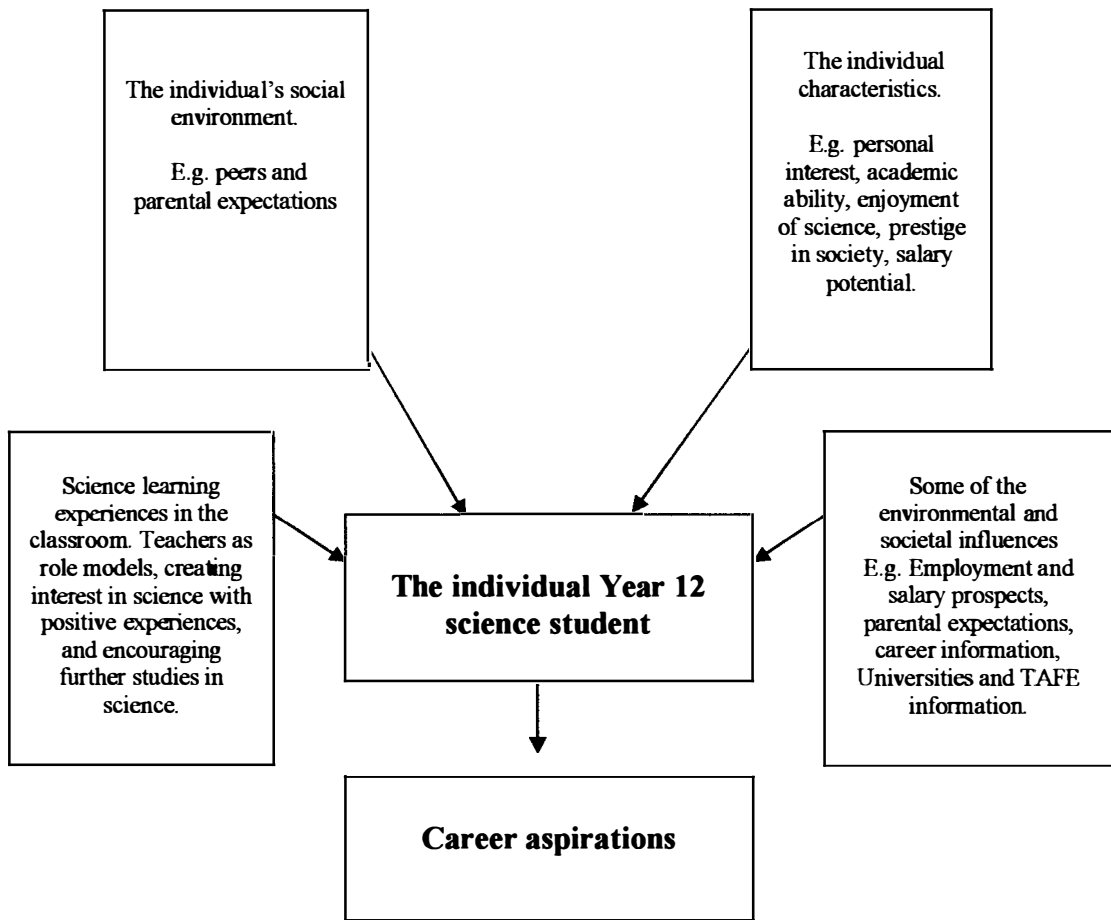 The individual's social
environment.
E.g. peers and
parental expectations
The individual
characteristics.
E.g. personal
interest, academic
ability, enjoyment
of science, prestige
in society, salary
potential.
Science learning
experiences in the
classroom. Teachers as
role models, creating
interest in science with
positive experiences,
and encouraging
further studies in
science.
The individual Year 12
science student
Some of the
environmental and
societal influences
E.g. Employment and
salary prospects,
parental expectations,
career information,
Universities and TAFE
information.
Career aspirations